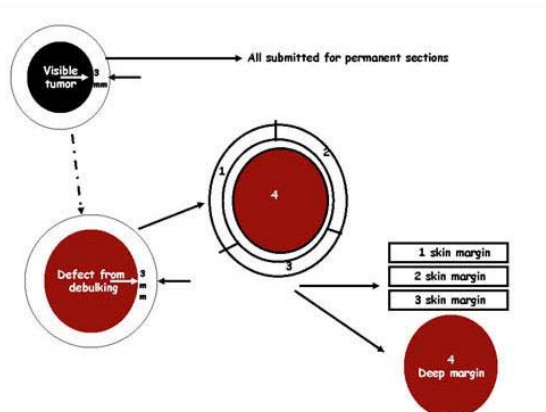 Visible
tumor
3
mm
All submitted for permanent sections
1
2
4
3
Defect from
debulking
3
m
m
1 skin margin
2 skin margin
3 skin margin
4
Deep margin